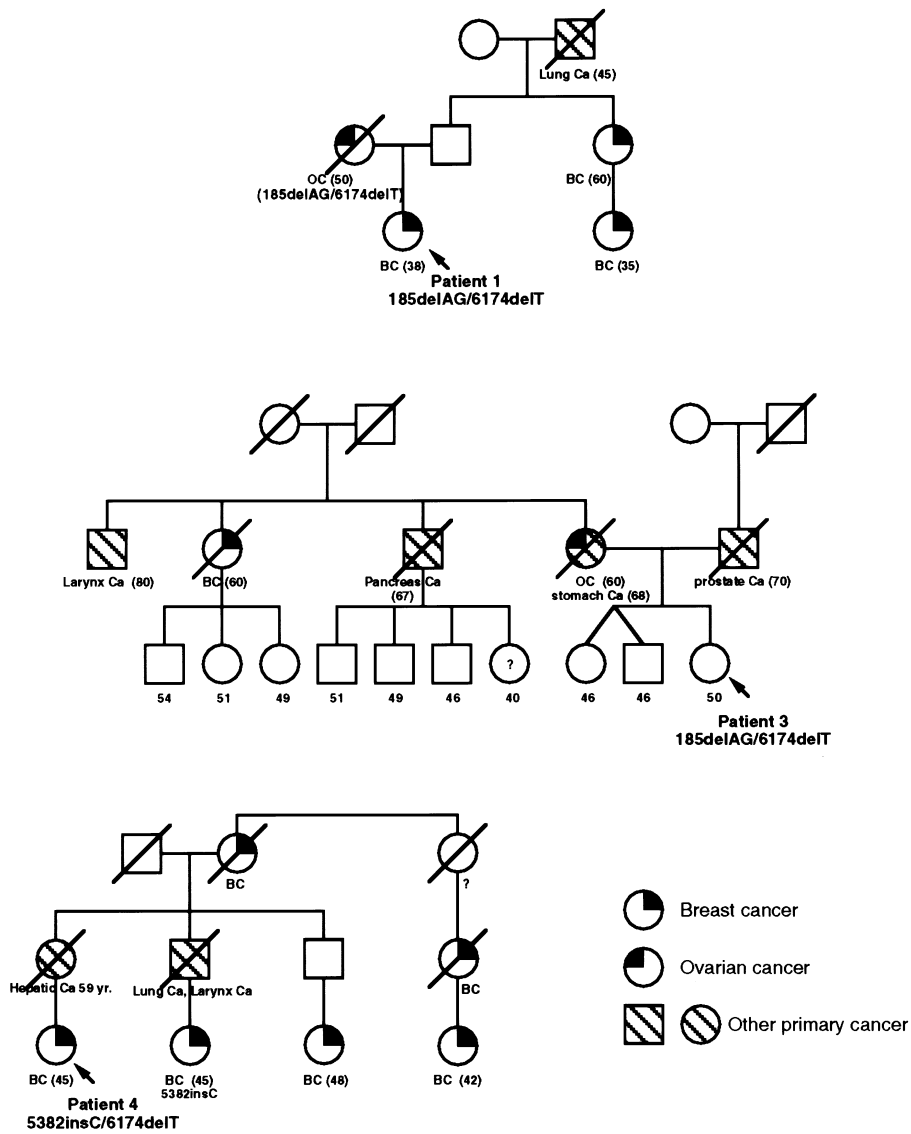 Lung Ca (45)
OC (50)
(185delAG/6174delT)
BC (60)
BC (38)
BC (35)
Patient 1
185delAG/6174delT
Larynx Ca (80)
BC (60)
Pancreas Ca
(67)
OC (60)
stomach Ca (68)
prostate Ca (70)
?
54
51
49
51
49
46
40
46
46
50
Patient 3
185delAG/6174delT
BC
?
Hepatic Ca 59 yr.
Lung Ca, Larynx Ca
BC
BC (45)
BC (45)
5382insC
BC (48)
BC (42)
Patient 4
5382insC/6174delT
Breast cancer
Ovarian cancer
Other primary cancer